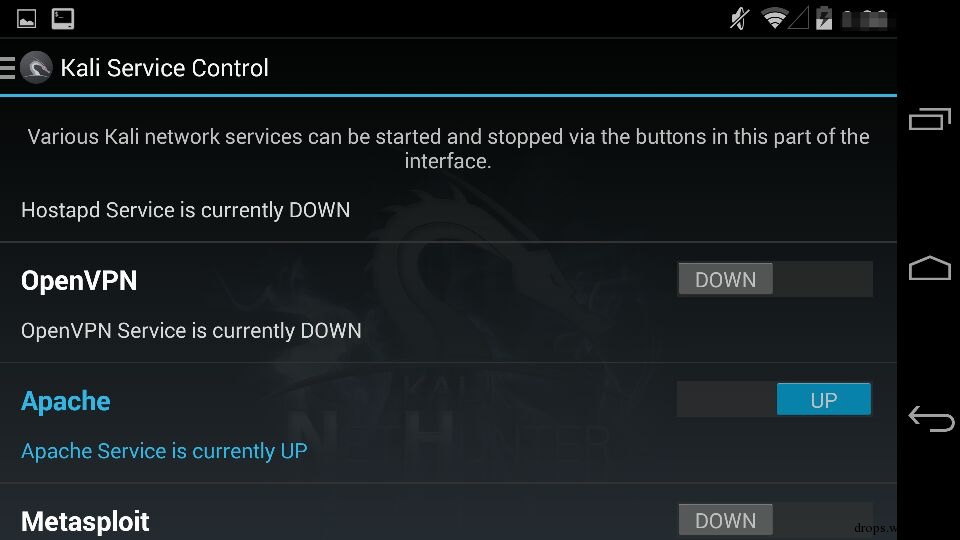 Kali Service Control
Various Kali network services can be started and stopped via the buttons in this part of the
interface.
Hostapd Service is currently DOWN
OpenVPN
DOWN
OpenVPN Service is currently DOWN
KALI
NETHUNTER
Apache
UP
Apache Service is currently UP
Metasploit
DOWN
drops.w